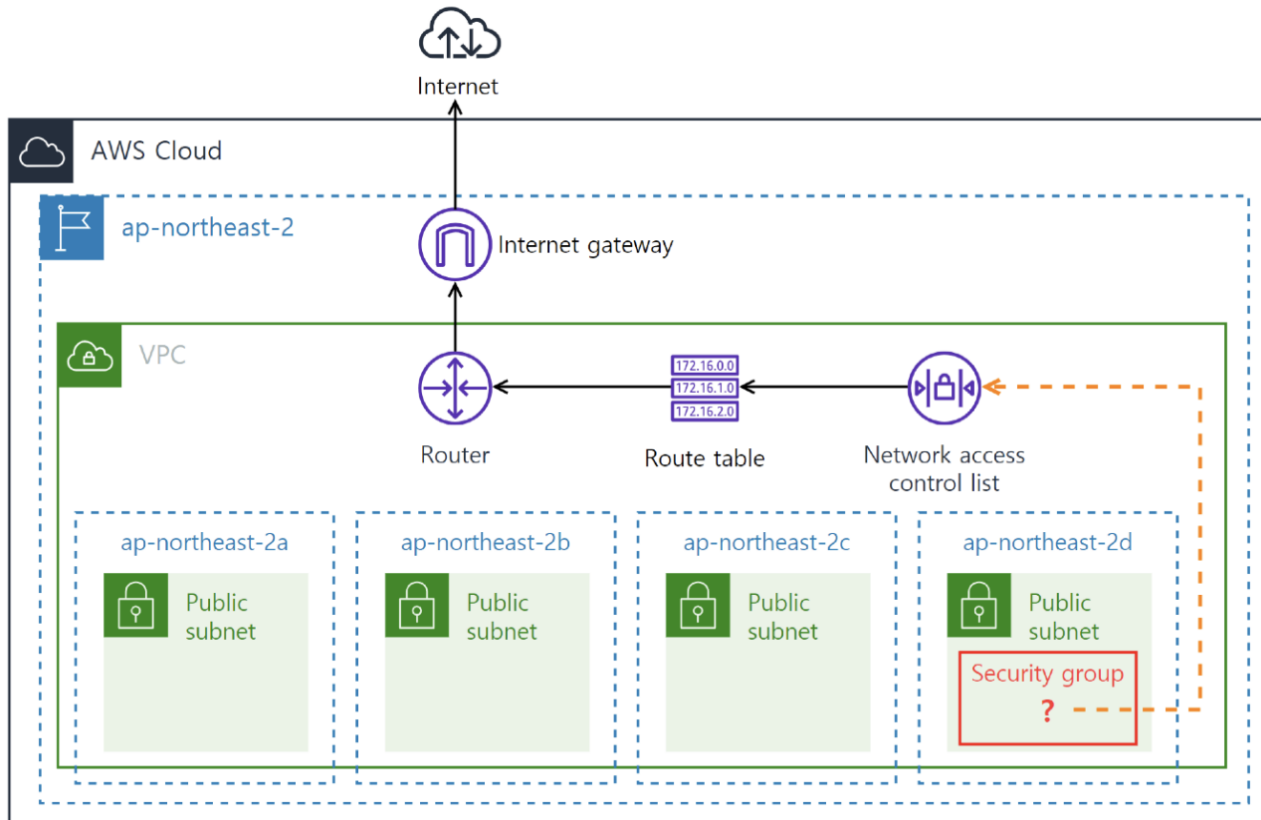 Internet
AWS Cloud
ap-northeast-2
Internet gateway
VPC
172.16.0.0
172.16.1.0
172.16.2.0
Router
Route table
Network access
control list
ap-northeast-2a
ap-northeast-2b
ap-northeast-2c
ap-northeast-2d
Public
subnet
Public
subnet
Public
subnet
Public
subnet
Security group
?